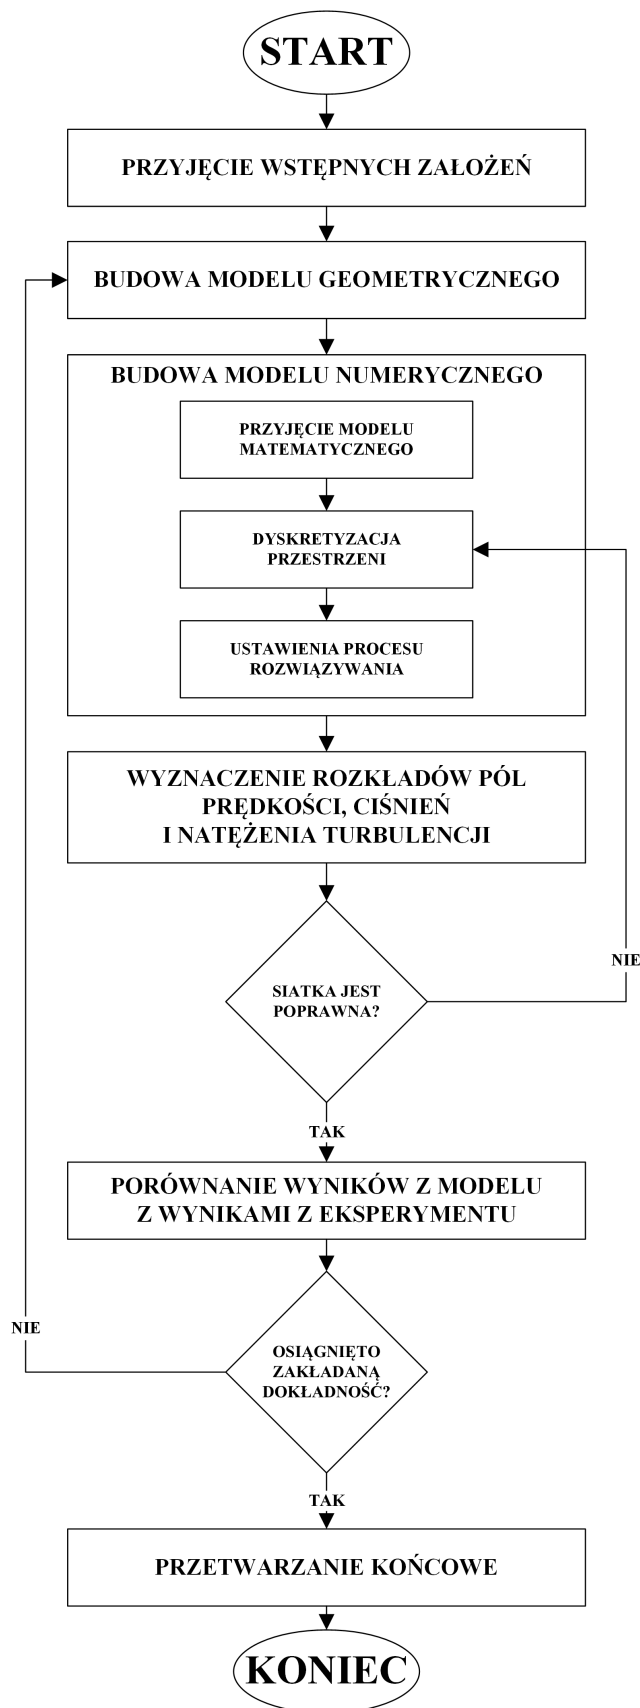 START
PRZYJĘCIE WSTĘPNYCH ZAŁOŻEŃ
BUDOWA MODELU GEOMETRYCZNEGO
BUDOWA MODELU NUMERYCZNEGO
PRZYJĘCIE MODELU
MATEMATYCZNEGO
DYSKRETYZACJA
PRZESTRZENI
USTAWIENIA PROCESU
ROZWIĄZYWANIA
WYZNACZENIE ROZKŁADÓW PÓL
PRĘDKOŚCI, CIŚNIEŃ
I NATĘŻENIA TURBULENCJI
NIE
SIATKA JEST
POPRAWNA?
TAK
PORÓWNANIE WYNIKÓW Z MODELU
Z WYNIKAMI Z EKSPERYMENTU
NIE
OSIĄGNIĘTO
ZAKŁADANĄ
DOKŁADNOŚĆ?
TAK
PRZETWARZANIE KOŃCOWE
KONIEC